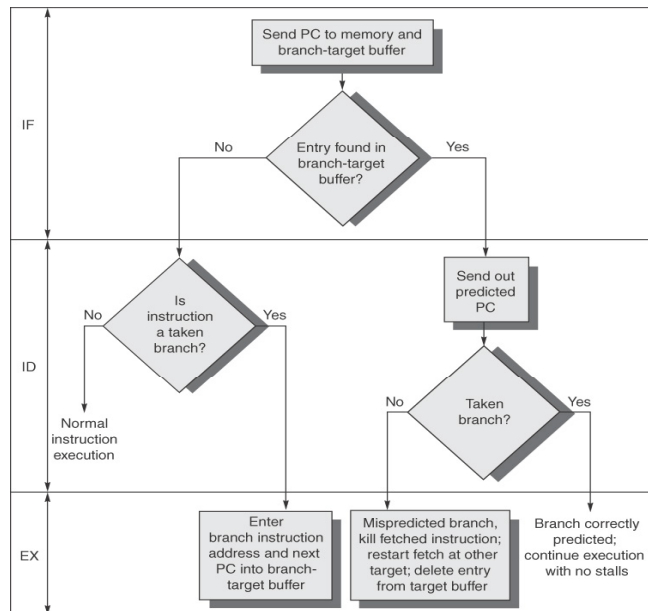 Send PC to memory and
branch-target buffer
IF
No
Entry found in
branch-target
buffer?
Yes
Send out
predicted
PC
No
Is
instruction
a taken
branch?
Yes
ID
No
Taken
branch?
Yes
Normal
instruction
execution
Enter
branch instruction
address and next
PC into branch-
target buffer
Mispredicted branch,
kill fetched instruction;
restart fetch at other
target; delete entry
from target buffer
Branch correctly
predicted;
continue execution
with no stalls
EX